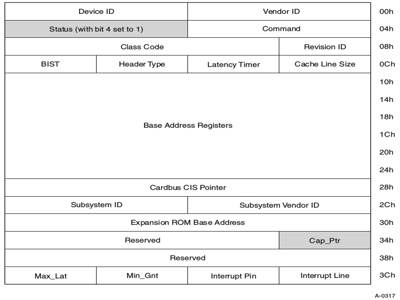 Device ID Vendor ID 00h
Status (with bit 4 set to 1) Command 04h
Class Code Revision ID 08h
BIST Header Type Latency Timer Cache Line Size 0Ch
10h
14h
18h
Base Address Registers
1Ch
20h
24h
Cardbus CIS Pointer 28h
Subsystem ID Subsystem Vendor ID 2Ch
Expansion ROM Base Address 30h
Reserved Cap_Ptr 34h
Reserved 38h
Max_Lat Min_Gnt Interrupt Pin Interrupt Line 3Ch
A-0317